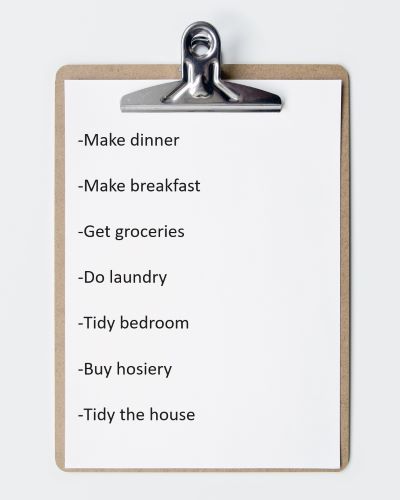 -Make dinner
-Make breakfast
-Get groceries
-Do laundry
-Tidy bedroom
-Buy hosiery
-Tidy the house